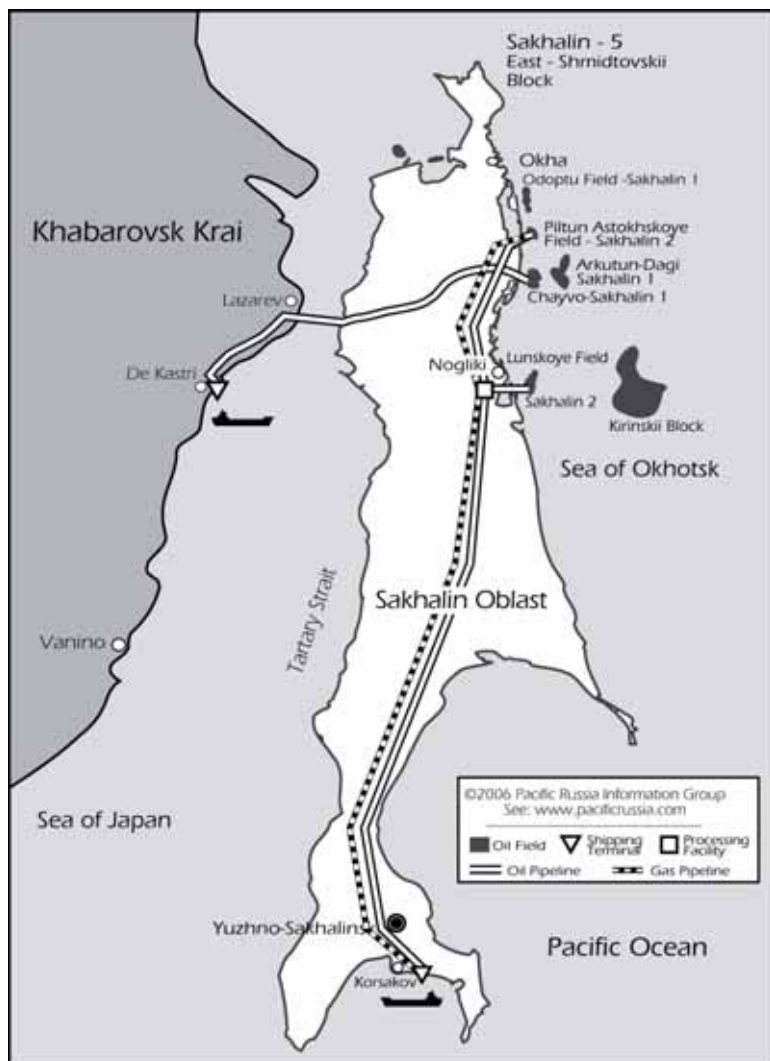 Sakhalin - 5
East - Shmidtovskii
Block
Okha
Odoptu Field -Sakhalin 1
Khabarovsk Krai
Piltun Astokhskoye
Field - Sakhalin 2
Arkutun-Dagi
Sakhalin 1
Chayvo-Sakhalin 1
Lazarev
Nogliki
Lunskoye Field
De Kastri
Sakhalin 2
Kirinskii Block
Sea of Okhotsk
Sakhalin Oblast
Tartary Strait
Vanino
Sea of Japan
©2006 Pacific Russia Information Group
See: www.pacificrussia.com
Oil Field
Shipping
Terminal
Processing
Facility
Oil Pipeline
Gas Pipeline
Yuzhno-Sakhalinsk
Pacific Ocean
Korsakov